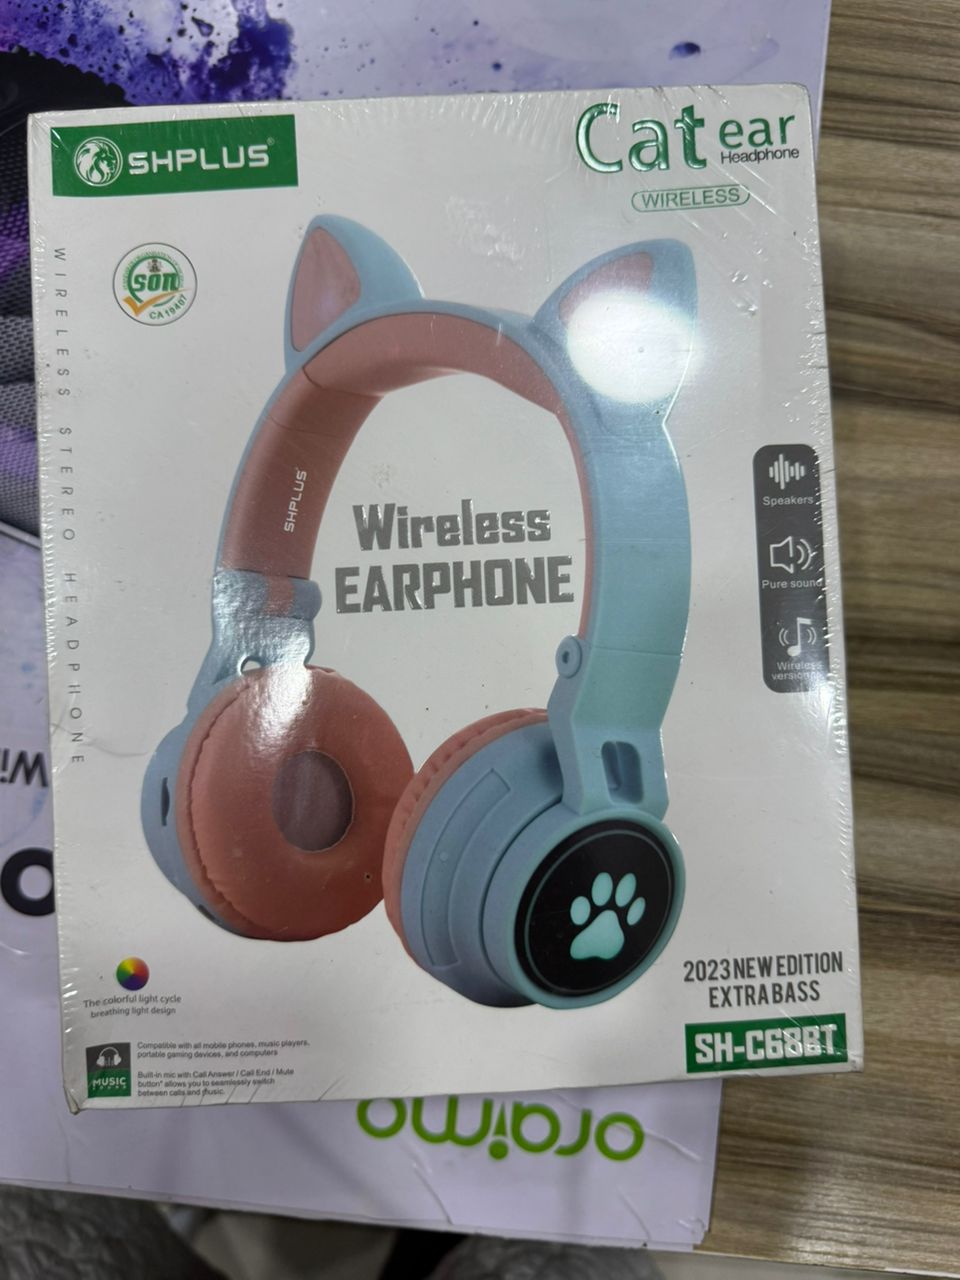 SHPLUS®
Cat ear
Headphone
WIRELESS
SON
CA19407
WIRELESS STEREO HEADPHONE
SHPLUS
Wireless
EARPHONE
Speakers
Pure sound
Wireless
version
The colorful light cycle
breathing light design
2023 NEW EDITION
EXTRA BASS
SH-C68BT
MUSIC
Compatible with all mobile phones, music players,
portable gaming devices, and computers
Built-in mic with Call Answer / Call End / Mute
button* allows you to seamlessly switch
between calls and music.
oraimo